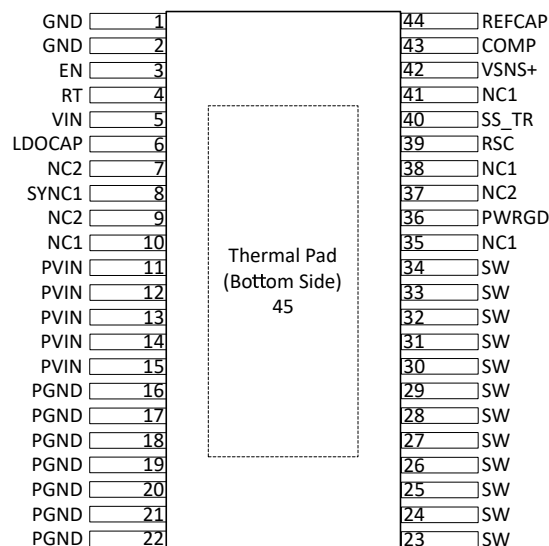 GND 1
GND 2
EN 3
RT 4
VIN 5
LDOCAP 6
NC2 7
SYNC1 8
NC2 9
NC1 10
PVIN 11
PVIN 12
PVIN 13
PVIN 14
PVIN 15
PGND 16
PGND 17
PGND 18
PGND 19
PGND 20
PGND 21
PGND 22
Thermal Pad
(Bottom Side)
45
44 REFCAP
43 COMP
42 VSNS+
41 NC1
40 SS_TR
39 RSC
38 NC1
37 NC2
36 PWRGD
35 NC1
34 SW
33 SW
32 SW
31 SW
30 SW
29 SW
28 SW
27 SW
26 SW
25 SW
24 SW
23 SW